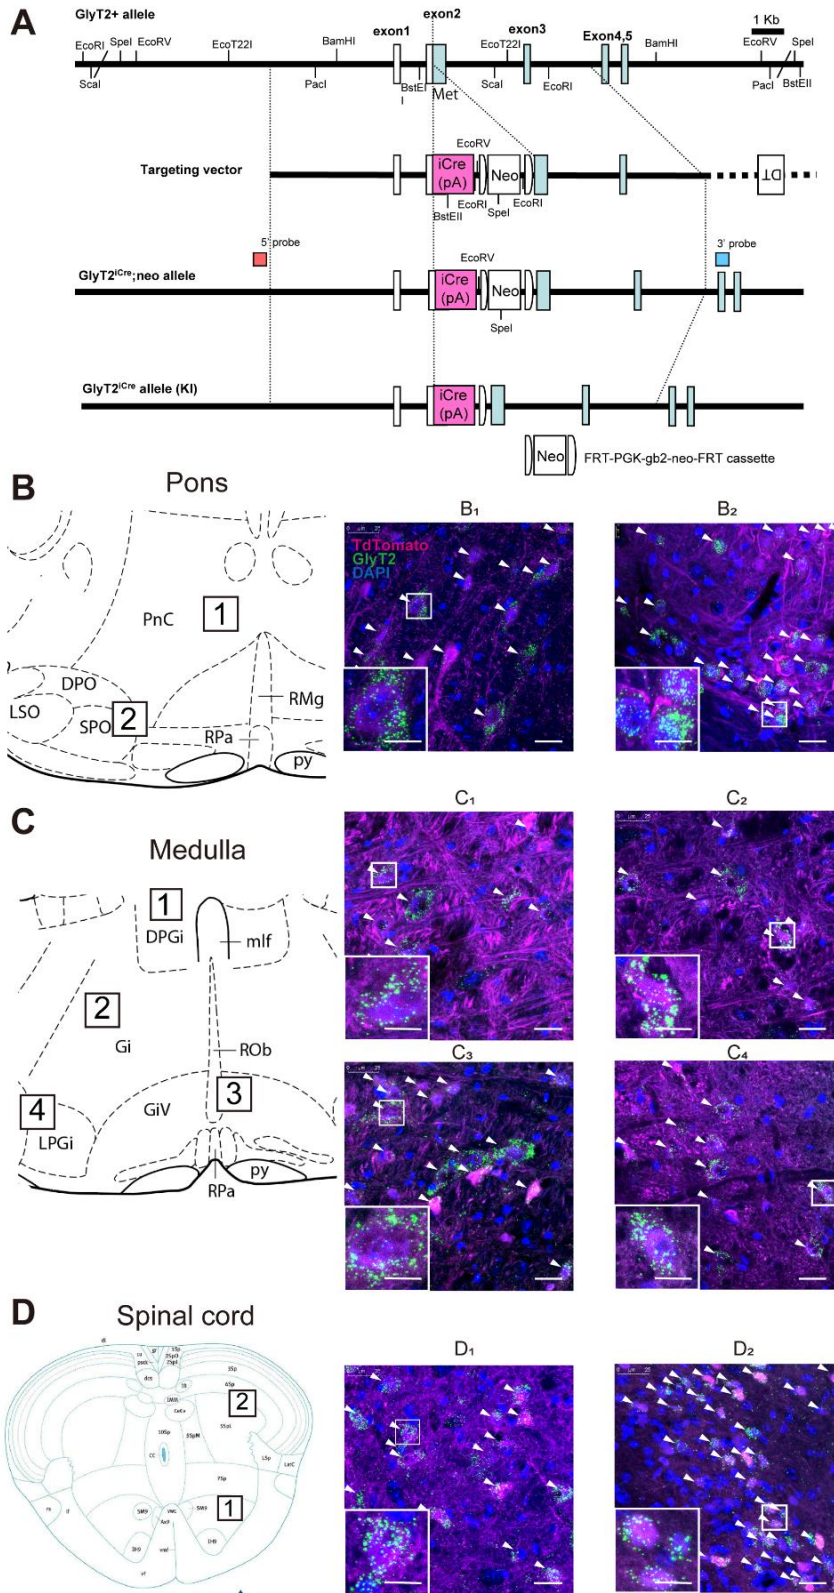 A
GlyT2+ allele
exon1
exon2
exon3
Exon4,5
1 Kb
EcoRI
SpeI
EcoRV
EcoT22I
BamHI
EcoT22I
BamHI
EcoRV
SpeI
ScaI
PacI
BstEI
I
Met
ScaI
EcoRI
PacI
BstEII
Targeting vector
EcoRV
iCre
(pA)
Neo
DT
EcoRI
SpeI
EcoRI
BstEII
5' probe
3' probe
GlyT2iCre;neo allele
EcoRV
iCre
(pA)
Neo
SpeI
GlyT2iCre allele (KI)
iCre
(pA)
Neo
FRT-PGK-gb2-neo-FRT cassette
B
Pons
B1
B2
TdTomato
GlyT2
DAPI
1
PnC
DPO
LSO
SPO
2
RMg
RPa
py
C
Medulla
C1
C2
1
DPGi
mlf
2
Gi
ROb
C3
C4
3
4
GiV
LPGi
py
RPa
D
Spinal cord
D1
D2
2
CC
7Sp
LatC
1